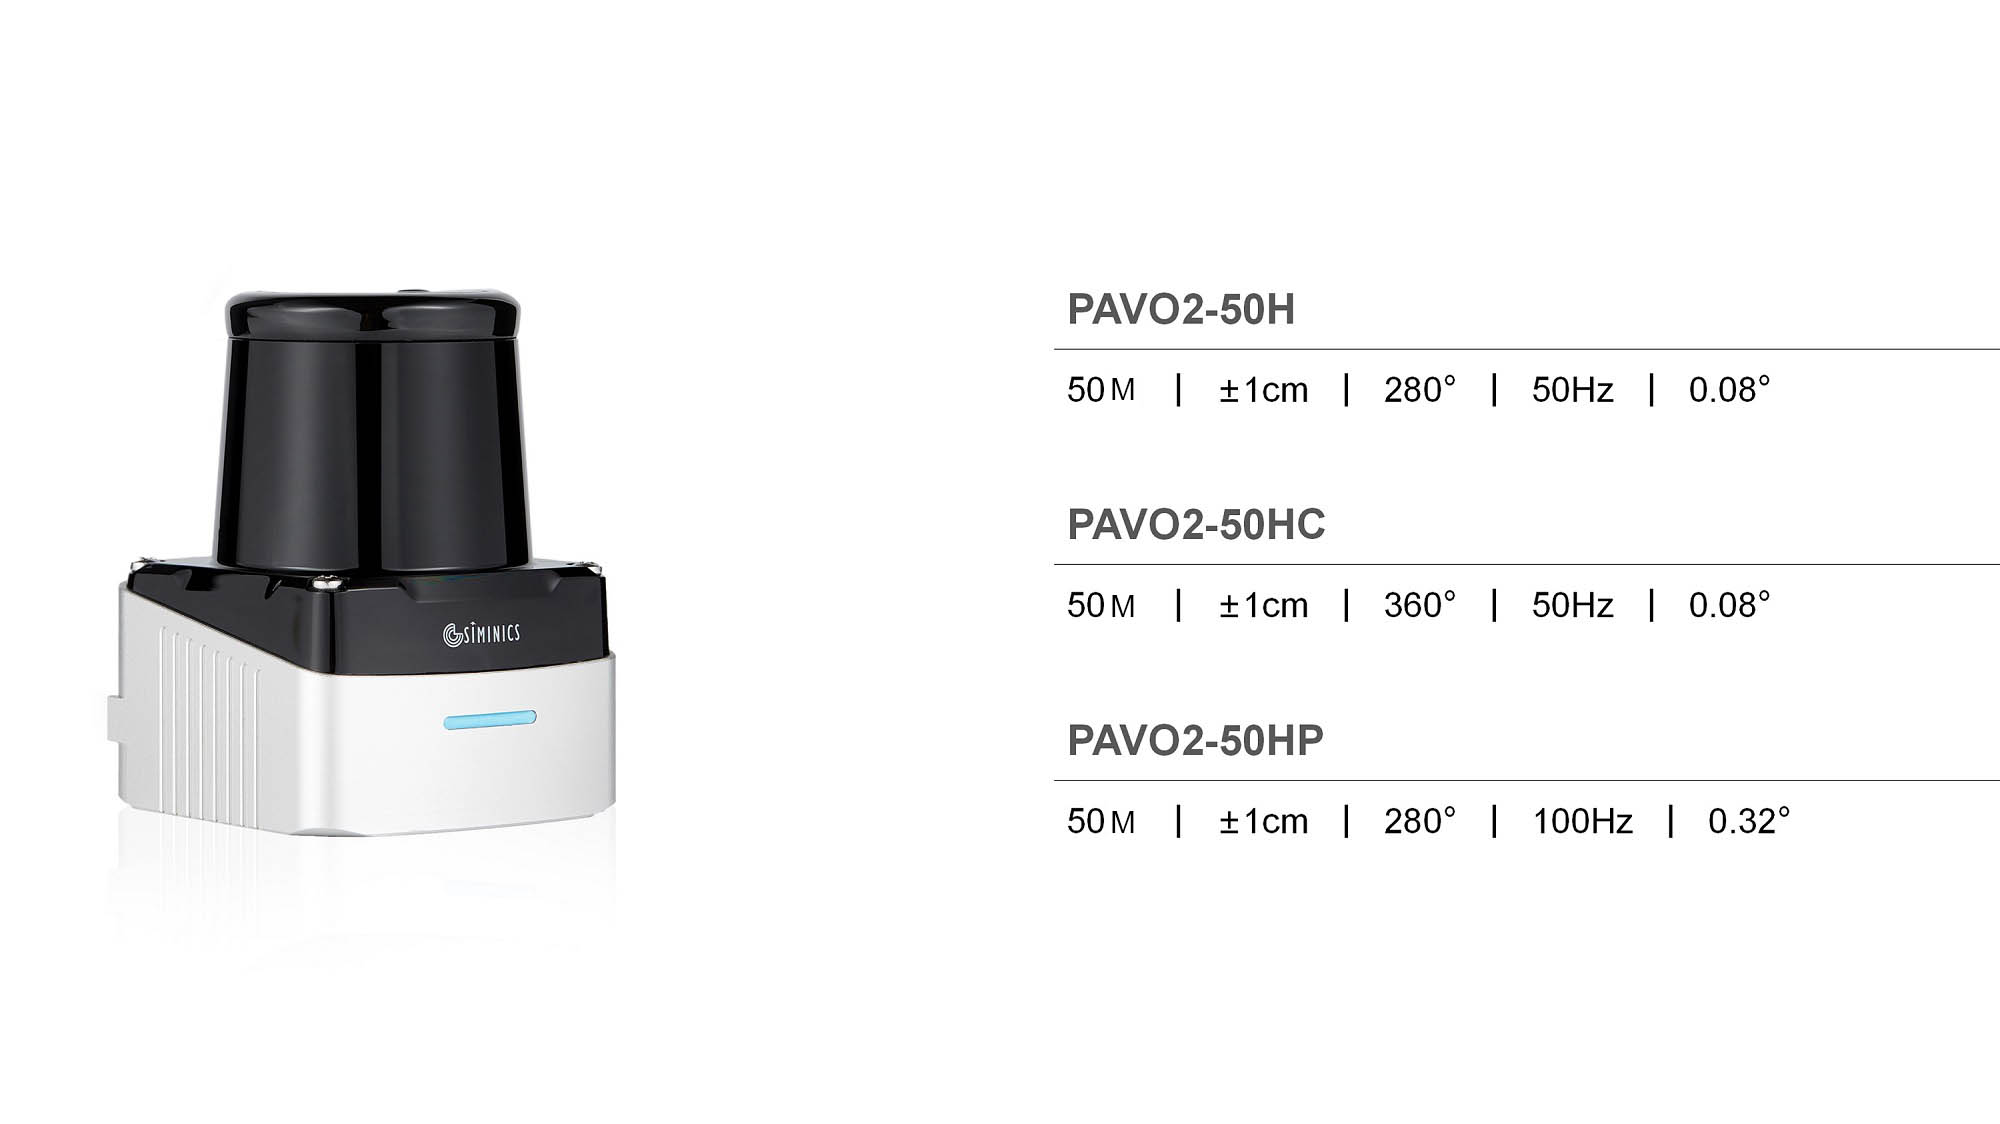 SIMINICS
PAVO2-50H
50M | ±1cm | 280° | 50Hz | 0.08°
PAVO2-50HC
50M | ±1cm | 360° | 50Hz | 0.08°
PAVO2-50HP
50M | ±1cm | 280° | 100Hz | 0.32°